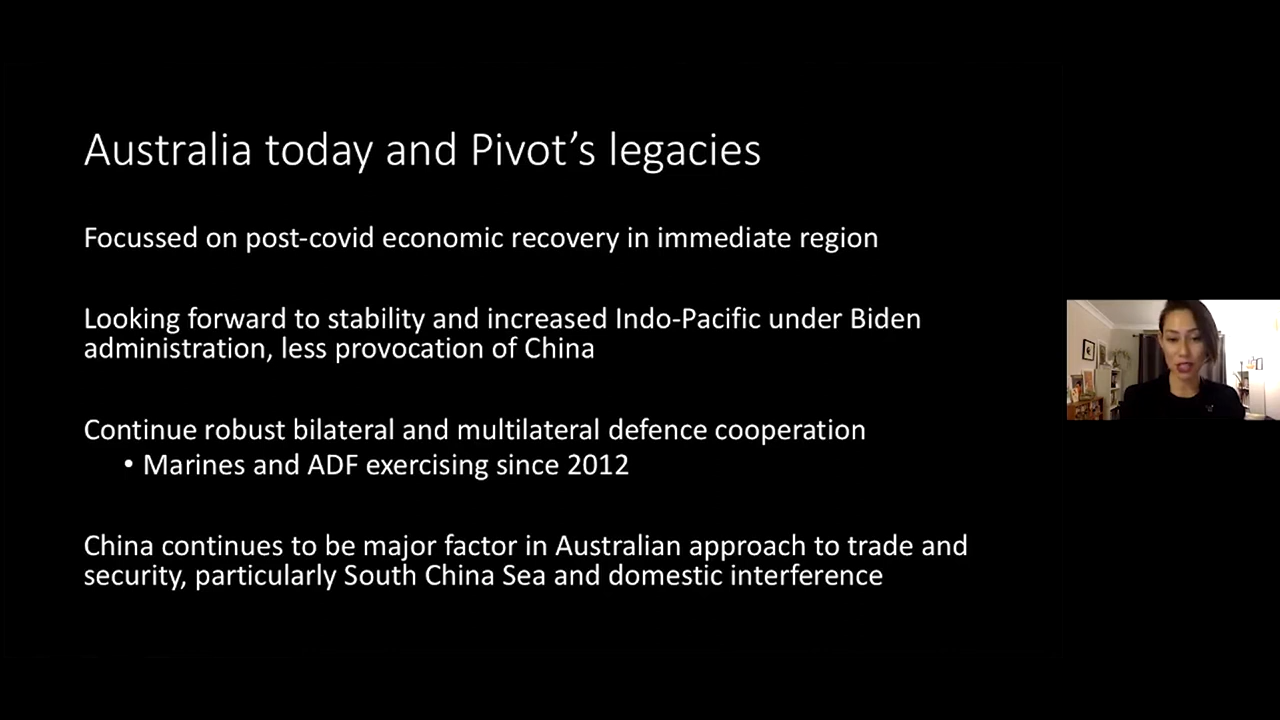 Australia today and Pivot’s legacies
Focussed on post-covid economic recovery in immediate region
Looking forward to stability and increased Indo-Pacific under Biden
administration, less provocation of China
Continue robust bilateral and multilateral defence cooperation
• Marines and ADF exercising since 2012
China continues to be major factor in Australian approach to trade and
security, particularly South China Sea and domestic interference